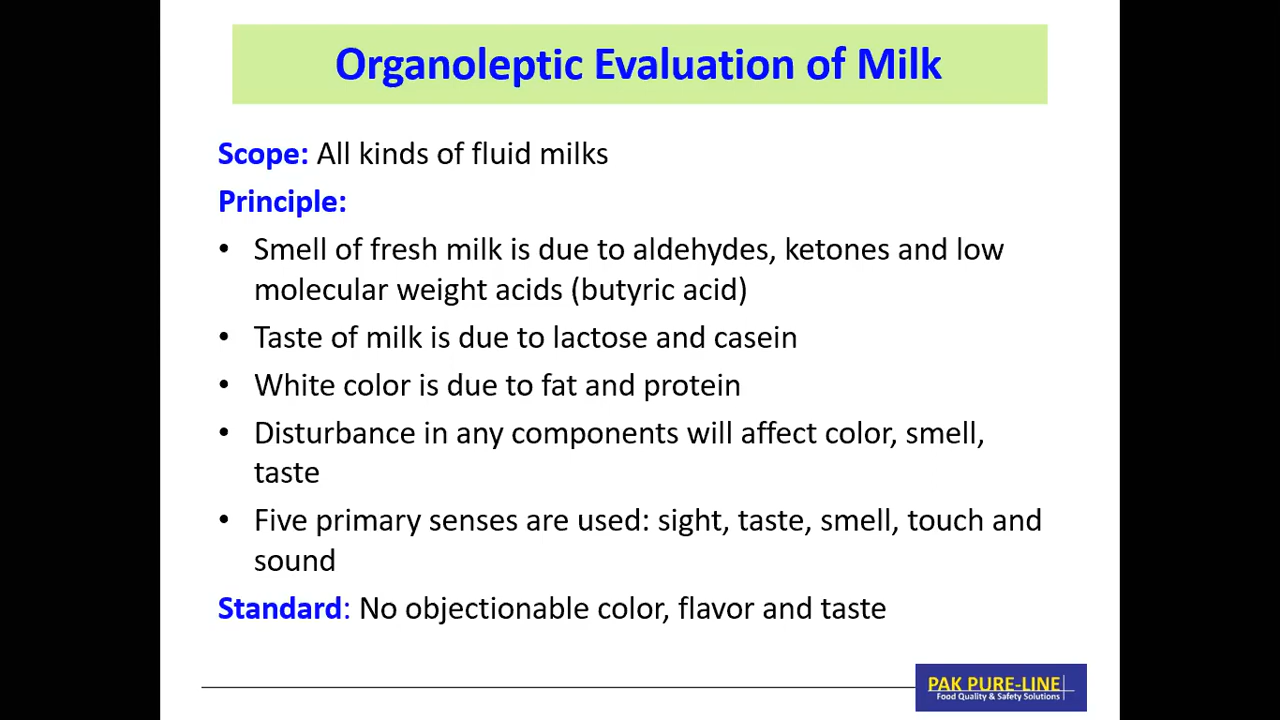 Organoleptic Evaluation of Milk
Scope: All kinds of fluid milks
Principle:
• Smell of fresh milk is due to aldehydes, ketones and low
molecular weight acids (butyric acid)
• Taste of milk is due to lactose and casein
• White color is due to fat and protein
• Disturbance in any components will affect color, smell,
taste
• Five primary senses are used: sight, taste, smell, touch and
sound
Standard: No objectionable color, flavor and taste
PAK PURE-LINE
Food Quality & Safety Solutions